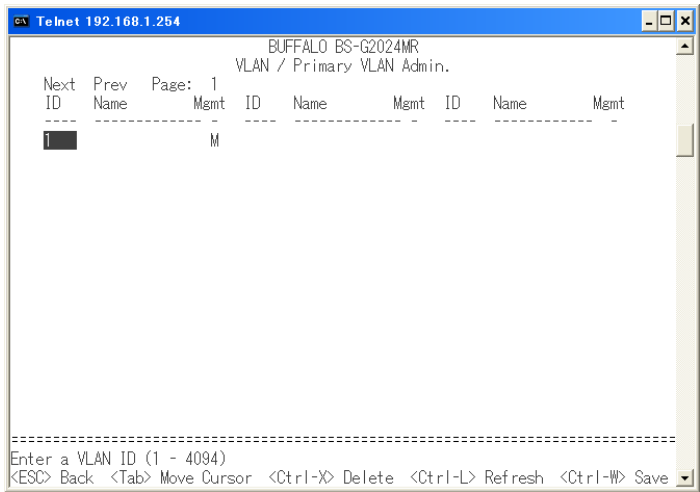 Telnet 192.168.1.254
BUFFALO BS-G2024MR
VLAN / Primary VLAN Admin.
Next Prev Page: 1
ID Name Mgmt ID Name Mgmt ID Name Mgmt
---- ------------- - ---- ------------- - ---- ------------- -
1 M
================================================================================
Enter a VLAN ID (1 - 4094)
<ESC> Back <Tab> Move Cursor <Ctrl-X> Delete <Ctrl-L> Refresh <Ctrl-W> Save